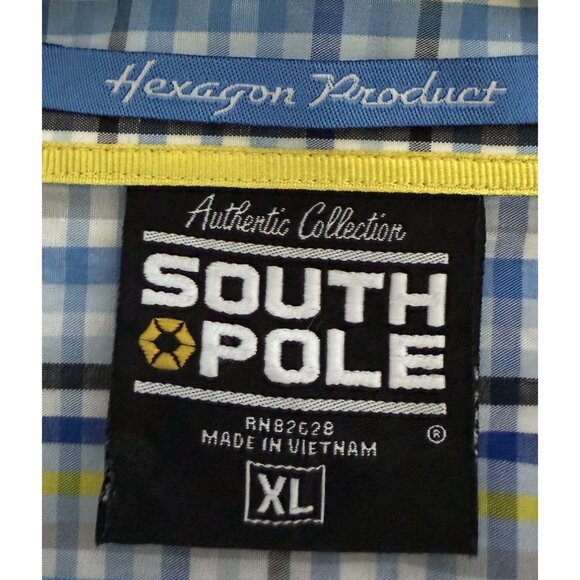 Hexagon Product
Authentic Collection
SOUTH
POLE
RN82628
®
MADE IN VIETNAM
XL